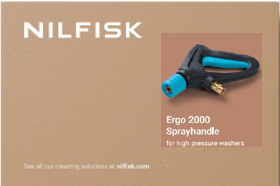 NILFISK
Ergo 2000
Sprayhandle
for high pressure washers
See all our cleaning solutions at nilfisk.com